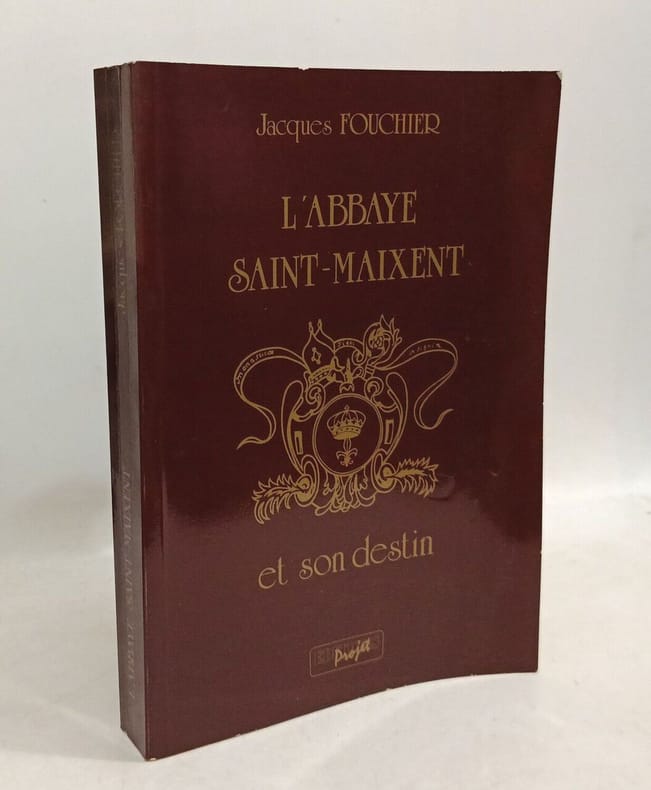 Jacques FOUCHIER
L'ABBAYE
SAINT-MAIXENT
et son destin
Projet